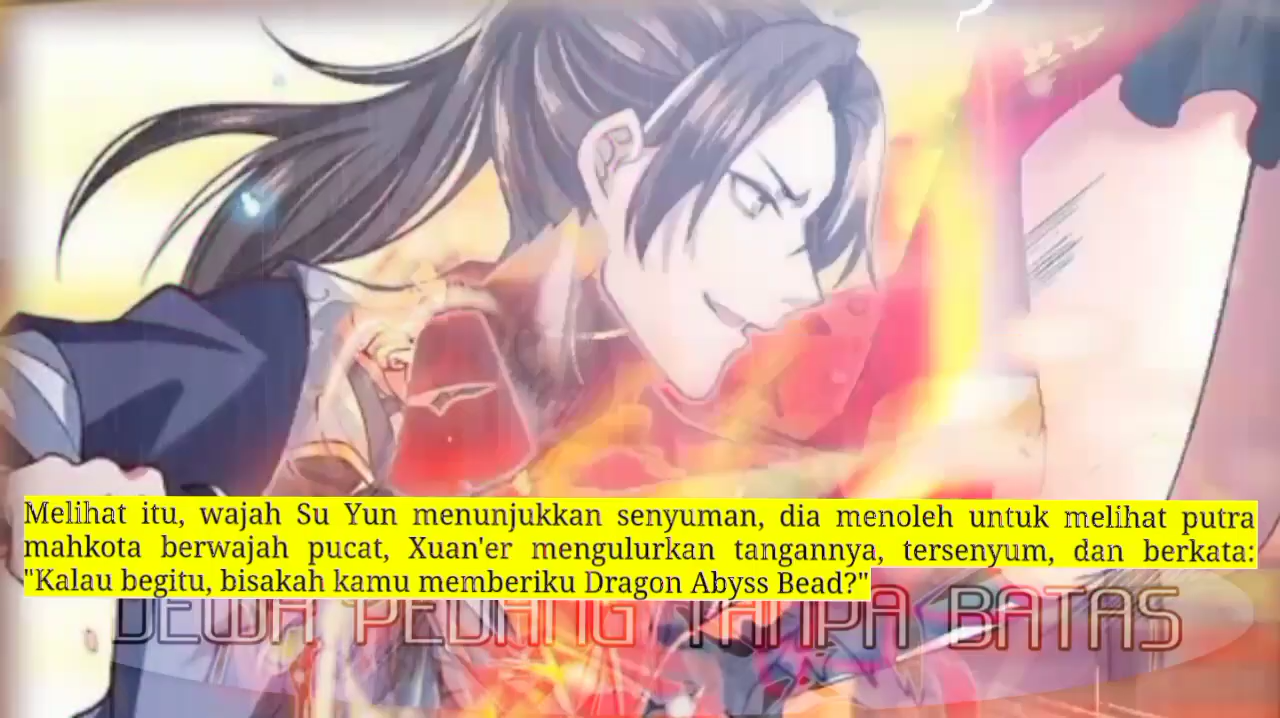 Melihat itu, wajah Su Yun menunjukkan senyuman, dia menoleh untuk melihat putra
mahkota berwajah pucat, Xuan'er mengulurkan tangannya, tersenyum, dan berkata:
"Kalau begitu, bisakah kamu memberiku Dragon Abyss Bead?"
DEWA PEDANG TANPA BATAS